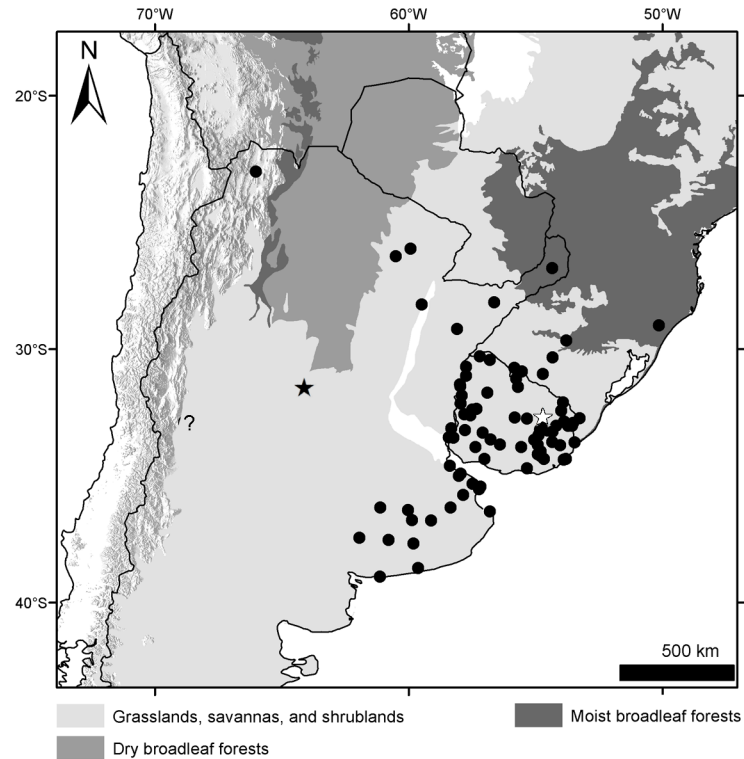 70°W 60°W 50°W
N
20°S
30°S
?
40°S
500 km
Grasslands, savannas, and shrublands Moist broadleaf forests
Dry broadleaf forests